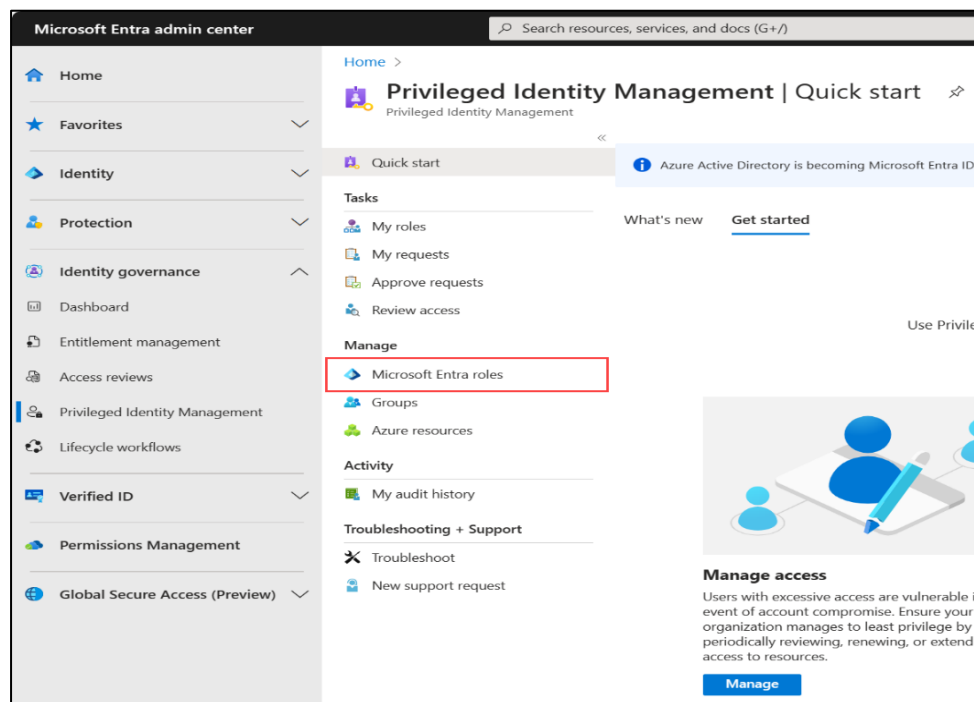 Microsoft Entra admin center
Search resources, services, and docs (G+/)
Home
Favorites
Identity
Protection
Identity governance
Dashboard
Entitlement management
Access reviews
Privileged Identity Management
Lifecycle workflows
Verified ID
Permissions Management
Global Secure Access (Preview)
Home >
Privileged Identity Management | Quick start
Privileged Identity Management
«
Quick start
Tasks
My roles
My requests
Approve requests
Review access
Manage
Microsoft Entra roles
Groups
Azure resources
Activity
My audit history
Troubleshooting + Support
Troubleshoot
New support request
Azure Active Directory is becoming Microsoft Entra ID
What's new Get started
Use Privile
Manage access
Users with excessive access are vulnerable i
event of account compromise. Ensure your
organization manages to least privilege by
periodically reviewing, renewing, or extend
access to resources.
Manage